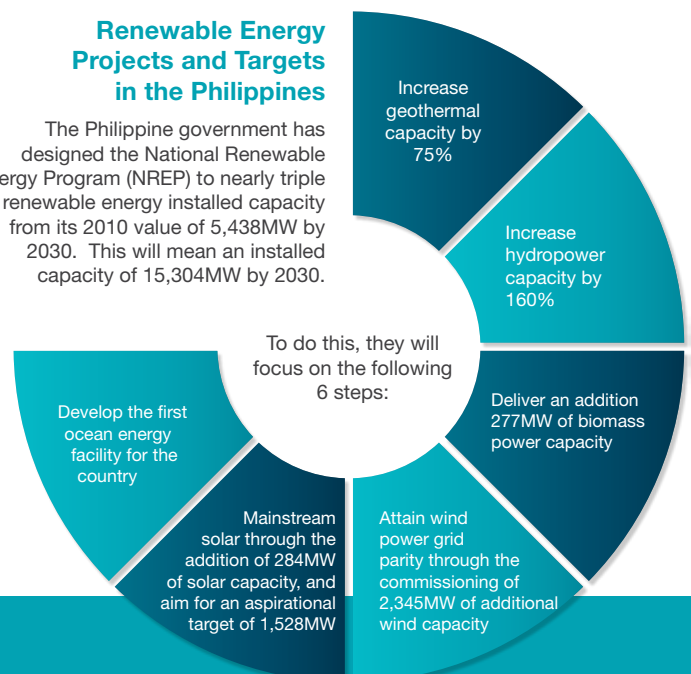 Renewable Energy
Projects and Targets
in the Philippines
The Philippine government has
designed the National Renewable
ergy Program (NREP) to nearly triple
renewable energy installed capacity
from its 2010 value of 5,438MW by
2030. This will mean an installed
capacity of 15,304MW by 2030.
To do this, they will
focus on the following
6 steps:
Increase
geothermal
capacity by
75%
Increase
hydropower
capacity by
160%
Deliver an addition
277MW of biomass
power capacity
Attain wind
power grid
parity through the
commissioning of
2,345MW of additional
wind capacity
Mainstream
solar through the
addition of 284MW
of solar capacity, and
aim for an aspirational
target of 1,528MW
Develop the first
ocean energy
facility for the
country